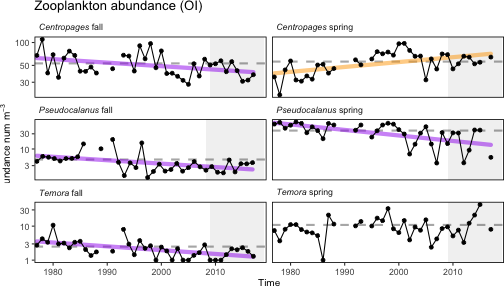 Zooplankton abundance (OI)
Centropages fall Centropages spring
100
50
30
Pseudocalanus fall Pseudocalanus spring
30
10
3
Temora fall Temora spring
30
10
3
1
1980 1990 2000 2010 1980 1990 2000 2010
Time
undance num m⁻³